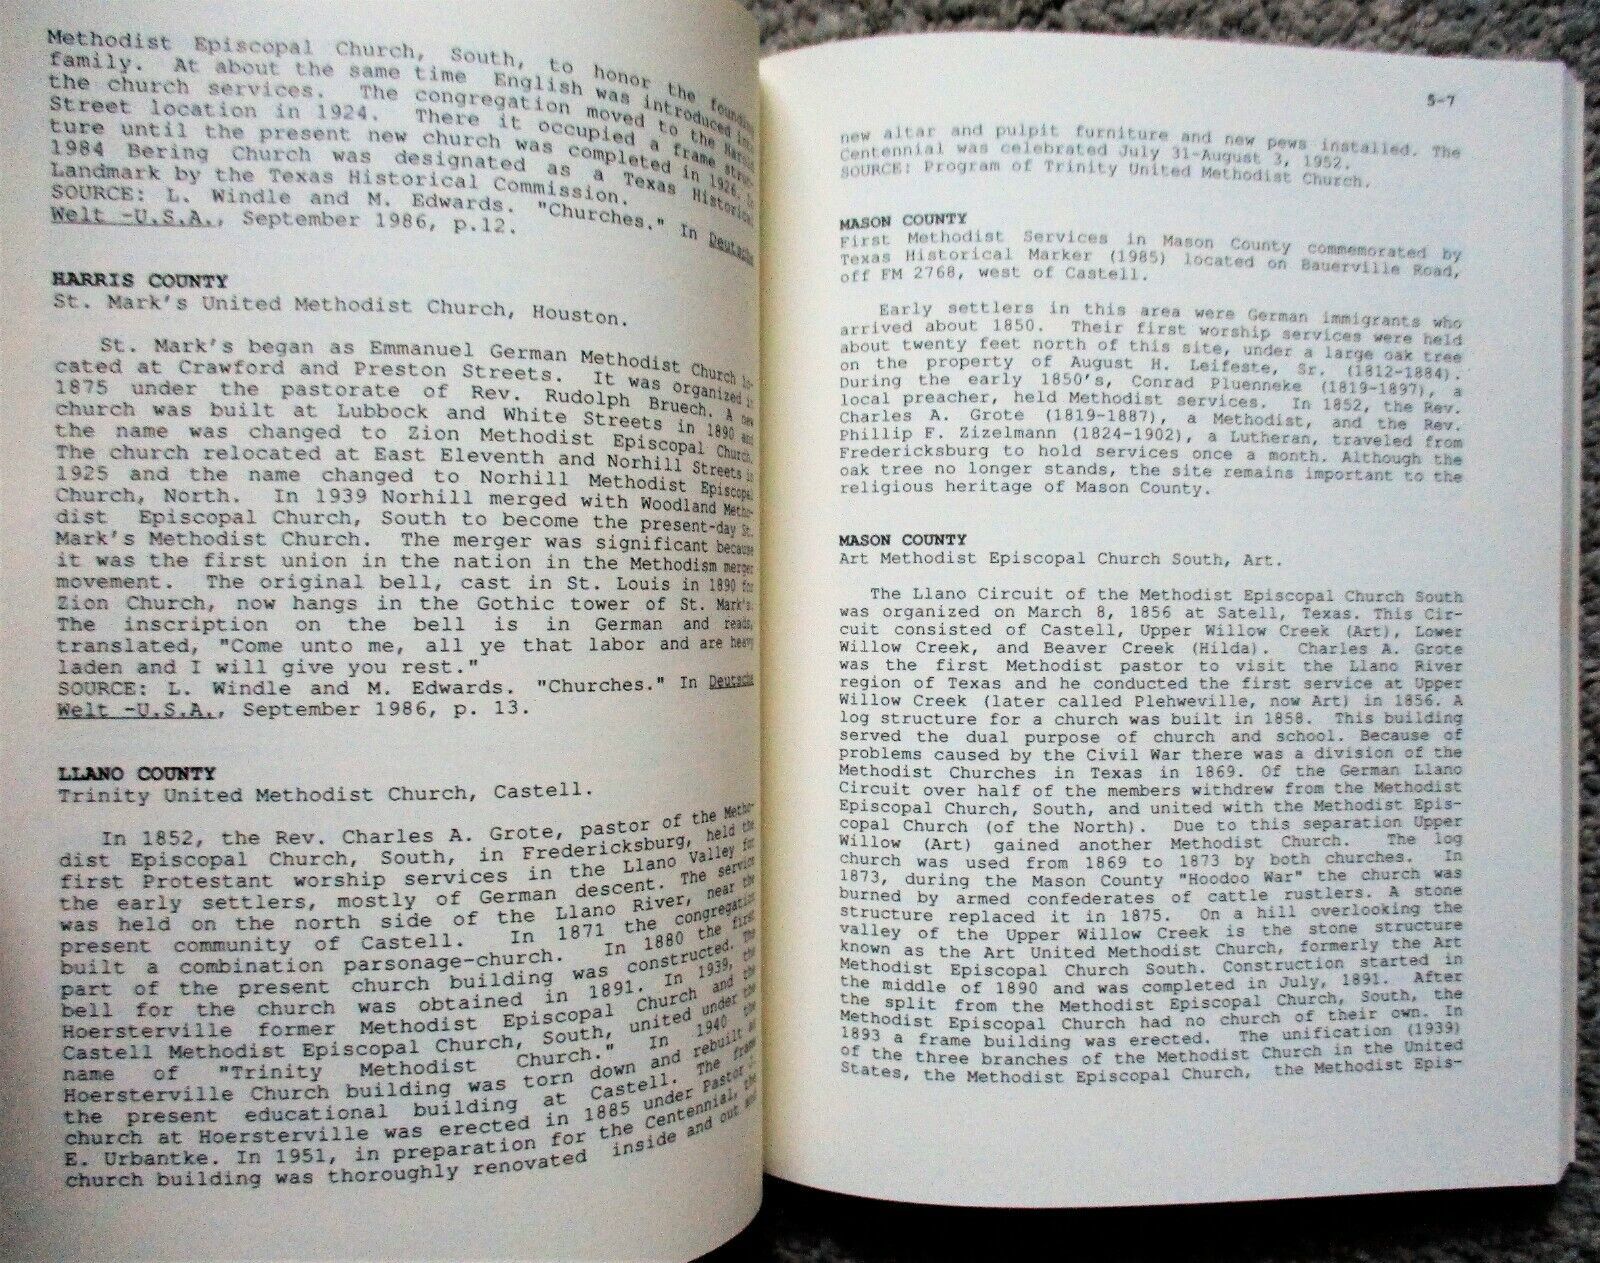 Methodist Episcopal Church, South, to honor the founding
family. At about the same time English was introduced into
the church services. The congregation moved to the Harold
Street location in 1924. There it occupied a frame struc-
ture until the present new church was completed in 1926. In
1984 Bering Church was designated as a Texas Historical
Landmark by the Texas Historical Commission.
SOURCE: L. Windle and M. Edwards. "Churches." In Deutsche
Welt -U.S.A., September 1986, p.12.
HARRIS COUNTY
St. Mark's United Methodist Church, Houston.
St. Mark's began as Emmanuel German Methodist Church lo-
cated at Crawford and Preston Streets. It was organized in
1875 under the pastorate of Rev. Rudolph Bruech. A new
church was built at Lubbock and White Streets in 1890 and
the name was changed to Zion Methodist Episcopal Church.
The church relocated at East Eleventh and Norhill Streets in
1925 and the name changed to Norhill Methodist Episcopal
Church, North. In 1939 Norhill merged with Woodland Metho-
dist Episcopal Church, South to become the present-day St.
Mark's Methodist Church. The merger was significant because
it was the first union in the nation in the Methodism merger
movement. The original bell, cast in St. Louis in 1890 for
Zion Church, now hangs in the Gothic tower of St. Mark's.
The inscription on the bell is in German and reads,
translated, "Come unto me, all ye that labor and are heavy
laden and I will give you rest."
SOURCE: L. Windle and M. Edwards. "Churches." In Deutsche
Welt -U.S.A., September 1986, p. 13.
LLANO COUNTY
Trinity United Methodist Church, Castell.
In 1852, the Rev. Charles A. Grote, pastor of the Metho-
dist Episcopal Church, South, in Fredericksburg, held the
first Protestant worship services in the Llano Valley for
the early settlers, mostly of German descent. The service
was held on the north side of the Llano River, near the
present community of Castell. In 1871 the congregation
built a combination parsonage-church. In 1880 the first
part of the present church building was constructed. The
bell for the church was obtained in 1891. In 1939, the
Hoersterville former Methodist Episcopal Church and the
Castell Methodist Episcopal Church, South, united under the
name of "Trinity Methodist Church." In 1940 the
Hoersterville Church building was torn down and rebuilt as
the present educational building at Castell. The frame
church at Hoersterville was erected in 1885 under Pastor J.
E. Urbantke. In 1951, in preparation for the Centennial, the
church building was thoroughly renovated inside and out and
5-7
new altar and pulpit furniture and new pews installed. The
Centennial was celebrated July 31-August 3, 1952.
SOURCE: Program of Trinity United Methodist Church.
MASON COUNTY
First Methodist Services in Mason County commemorated by
Texas Historical Marker (1985) located on Bauerville Road,
off FM 2768, west of Castell.
Early settlers in this area were German immigrants who
arrived about 1850. Their first worship services were held
about twenty feet north of this site, under a large oak tree
on the property of August H. Leifeste, Sr. (1812-1884).
During the early 1850's, Conrad Pluenneke (1819-1897), a
local preacher, held Methodist services. In 1852, the Rev.
Charles A. Grote (1819-1887), a Methodist, and the Rev.
Phillip F. Zizelmann (1824-1902), a Lutheran, traveled from
Fredericksburg to hold services once a month. Although the
oak tree no longer stands, the site remains important to the
religious heritage of Mason County.
MASON COUNTY
Art Methodist Episcopal Church South, Art.
The Llano Circuit of the Methodist Episcopal Church South
was organized on March 8, 1856 at Satell, Texas. This Cir-
cuit consisted of Castell, Upper Willow Creek (Art), Lower
Willow Creek, and Beaver Creek (Hilda). Charles A. Grote
was the first Methodist pastor to visit the Llano River
region of Texas and he conducted the first service at Upper
Willow Creek (later called Plehweville, now Art) in 1856. A
log structure for a church was built in 1858. This building
served the dual purpose of church and school. Because of
problems caused by the Civil War there was a division of the
Methodist Churches in Texas in 1869. Of the German Llano
Circuit over half of the members withdrew from the Methodist
Episcopal Church, South, and united with the Methodist Epis-
copal Church (of the North). Due to this separation Upper
Willow (Art) gained another Methodist Church. The log
church was used from 1869 to 1873 by both churches. In
1873, during the Mason County "Hoodoo War" the church was
burned by armed confederates of cattle rustlers. A stone
structure replaced it in 1875. On a hill overlooking the
valley of the Upper Willow Creek is the stone structure
known as the Art United Methodist Church, formerly the Art
Methodist Episcopal Church South. Construction started in
the middle of 1890 and was completed in July, 1891. After
the split from the Methodist Episcopal Church, South, the
Methodist Episcopal Church had no church of their own. In
1893 a frame building was erected. The unification (1939)
of the three branches of the Methodist Church in the United
States, the Methodist Episcopal Church, the Methodist Epis-